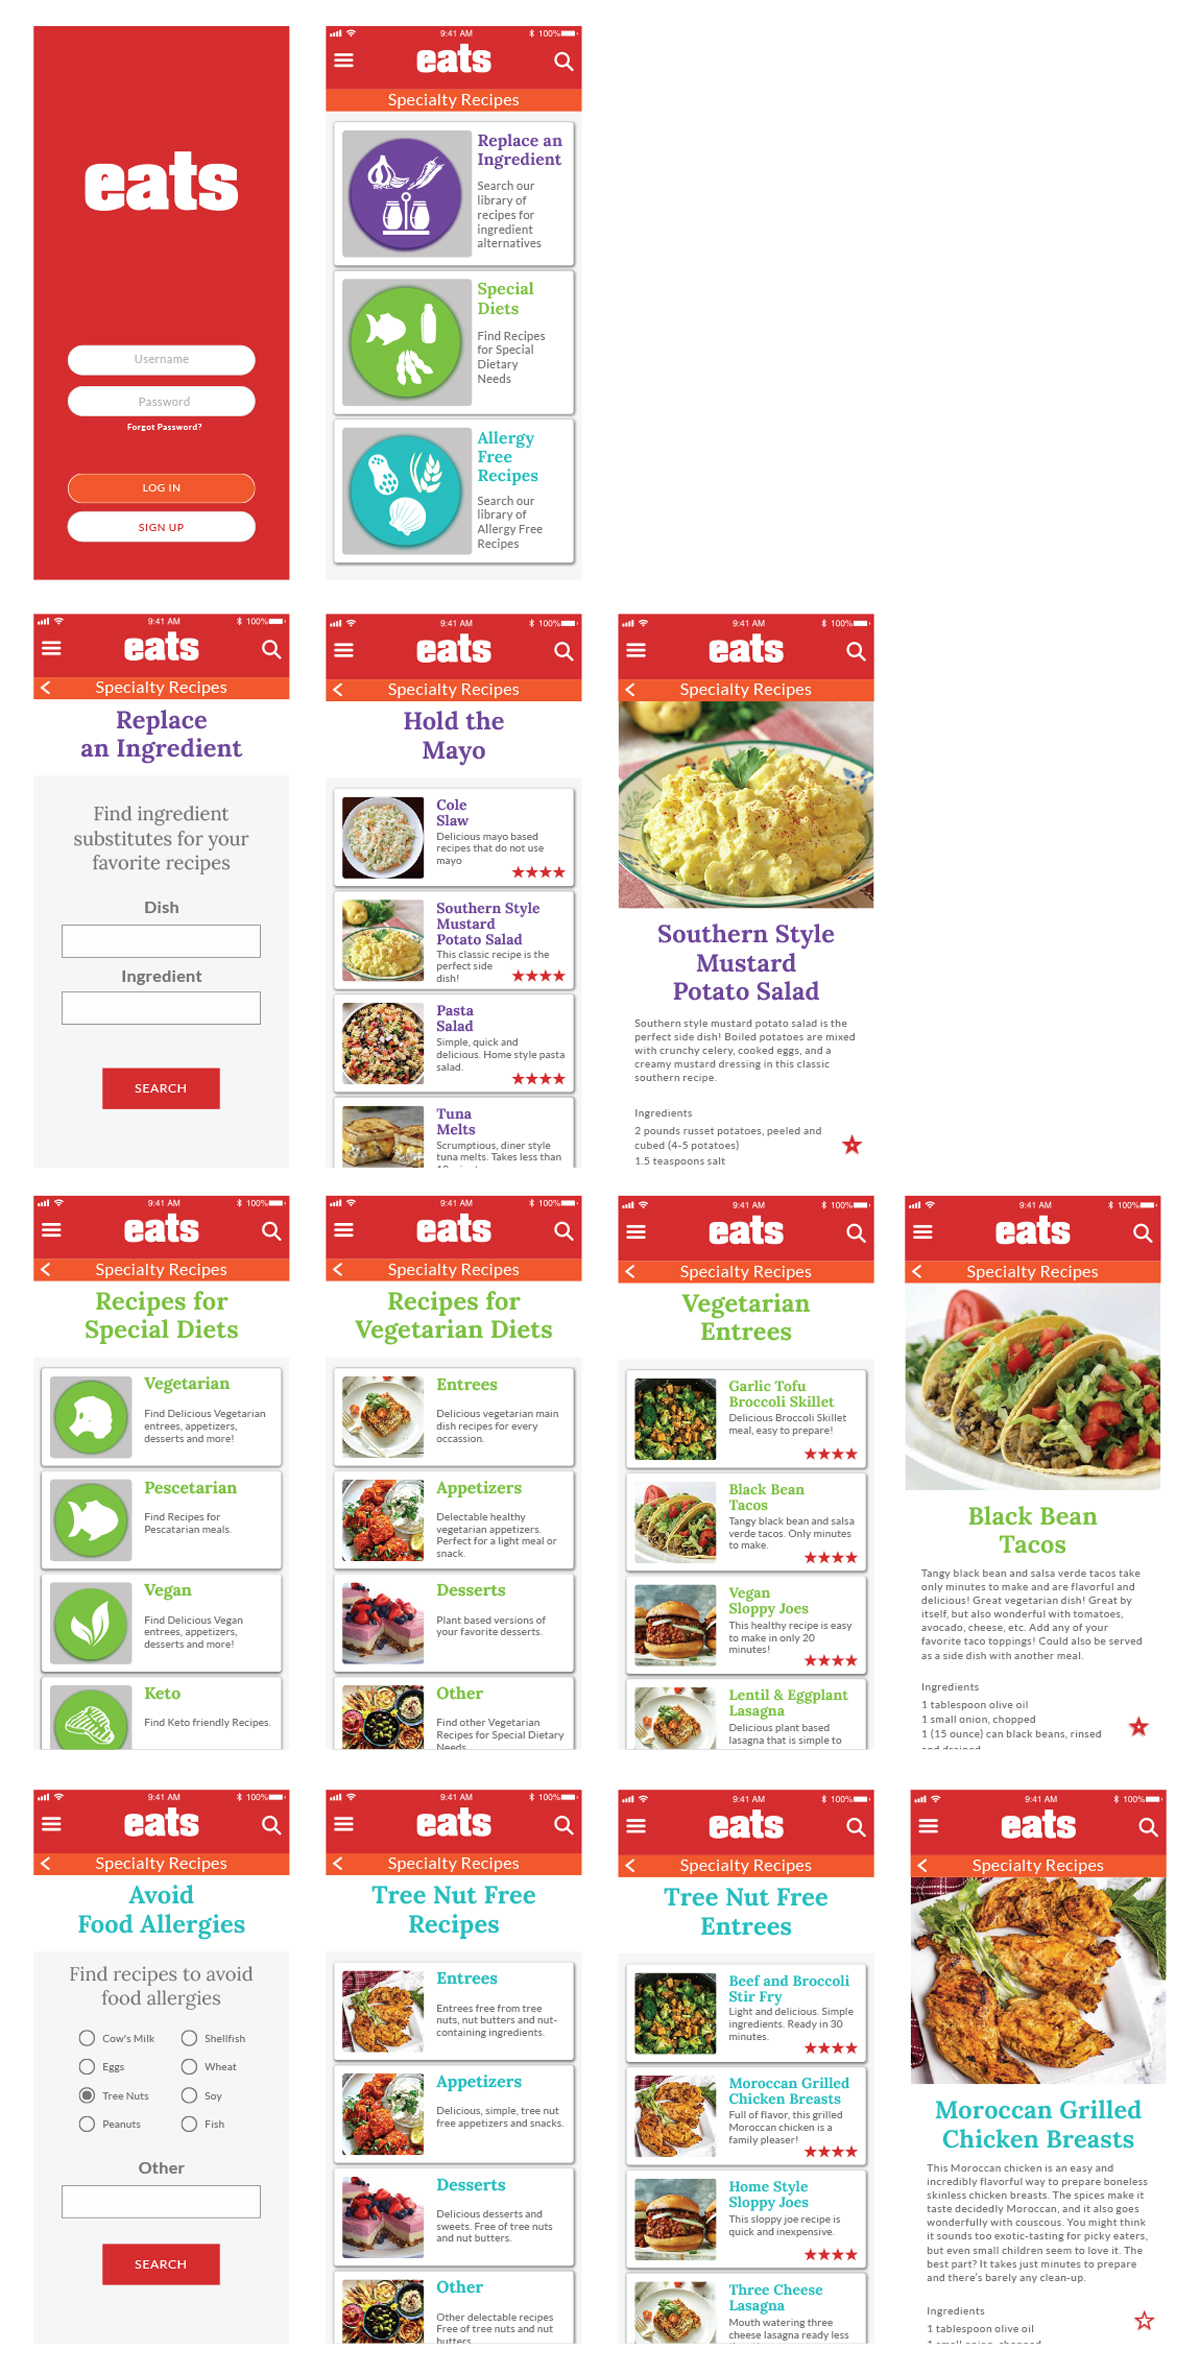 eats
Username
Password
Forgot Password?
LOG IN
SIGN UP
9:41 AM
100%
eats
Specialty Recipes
Replace an
Ingredient
Search our
library of
recipes for
ingredient
alternatives
Special
Diets
Find Recipes
for Special
Dietary
Needs
Allergy
Free
Recipes
Search our
library of
Allergy Free
Recipes
9:41 AM
100%
eats
Specialty Recipes
Replace
an Ingredient
Find ingredient
substitutes for your
favorite recipes
Dish
Ingredient
SEARCH
9:41 AM
100%
eats
Specialty Recipes
Hold the
Mayo
Cole
Slaw
Delicious mayo based
recipes that do not use
mayo
Southern Style
Mustard
Potato Salad
This classic recipe is the
perfect side
dish!
Pasta
Salad
Simple, quick and
delicious. Home style pasta
salad.
Tuna
Melts
Scrumptious, diner style
tuna melts. Takes less than
9:41 AM
100%
eats
Specialty Recipes
Southern Style
Mustard
Potato Salad
Southern style mustard potato salad is the
perfect side dish! Boiled potatoes are mixed
with crunchy celery, cooked eggs, and a
creamy mustard dressing in this classic
southern recipe.
Ingredients
2 pounds russet potatoes, peeled and
cubed (4-5 potatoes)
1.5 teaspoons salt
9:41 AM
100%
eats
Specialty Recipes
Recipes for
Special Diets
Vegetarian
Find Delicious Vegetarian
entrees, appetizers,
desserts and more!
Pescetarian
Find Recipes for
Pescatarian meals.
Vegan
Find Delicious Vegan
entrees, appetizers,
desserts and more!
Keto
Find Keto friendly Recipes.
9:41 AM
100%
eats
Specialty Recipes
Recipes for
Vegetarian Diets
Entrees
Delicious vegetarian main
dish recipes for every
occassion.
Appetizers
Delectable healthy
vegetarian appetizers.
Perfect for a light meal or
snack.
Desserts
Plant based versions of
your favorite desserts.
Other
Find other Vegetarian
Recipes for Special Dietary
Needs
9:41 AM
100%
eats
Specialty Recipes
Vegetarian
Entrees
Garlic Tofu
Broccoli Skillet
Delicious Broccoli Skillet
meal, easy to prepare!
Black Bean
Tacos
Tangy black bean and salsa
verde tacos. Only minutes
to make.
Vegan
Sloppy Joes
This healthy recipe is easy
to make in only 20
minutes!
Lentil & Eggplant
Lasagna
Delicious plant based
lasagna that is simple to
9:41 AM
100%
eats
Specialty Recipes
Black Bean
Tacos
Tangy black bean and salsa verde tacos take
only minutes to make and are flavorful and
delicious! Great vegetarian dish! Great by
itself, but also wonderful with tomatoes,
avocado, cheese, etc. Add any of your
favorite taco toppings! Could also be served
as a side dish with another meal.
Ingredients
1 tablespoon olive oil
1 small onion, chopped
1 (15 ounce) can black beans, rinsed
and drained
9:41 AM
100%
eats
Specialty Recipes
Avoid
Food Allergies
Find recipes to avoid
food allergies
Cow's Milk
Shellfish
Eggs
Wheat
Tree Nuts
Soy
Peanuts
Fish
Other
SEARCH
9:41 AM
100%
eats
Specialty Recipes
Tree Nut Free
Recipes
Entrees
Entrees free from tree
nuts, nut butters and nut-
containing ingredients.
Appetizers
Delicious, simple, tree nut
free appetizers and snacks.
Desserts
Delicious desserts and
sweets. Free of tree nuts
and nut butters.
Other
Other delectable recipes
Free of tree nuts and nut
butters
9:41 AM
100%
eats
Specialty Recipes
Tree Nut Free
Entrees
Beef and Broccoli
Stir Fry
Light and delicious. Simple
ingredients. Ready in 30
minutes.
Moroccan Grilled
Chicken Breasts
Full of flavor, this grilled
Moroccan chicken is a
family pleaser!
Home Style
Sloppy Joes
This sloppy joe recipe is
quick and inexpensive.
Three Cheese
Lasagna
Mouth watering three
cheese lasagna ready less
9:41 AM
100%
eats
Specialty Recipes
Moroccan Grilled
Chicken Breasts
This Moroccan chicken is an easy and
incredibly flavorful way to prepare boneless
skinless chicken breasts. The spices make it
taste decidedly Moroccan, and it also goes
wonderfully with couscous. You might think
it sounds too exotic-tasting for picky eaters,
but even small children seem to love it. The
best part? It takes just minutes to prepare
and there's barely any clean-up.
Ingredients
1 tablespoon olive oil
1 small onion, chopped